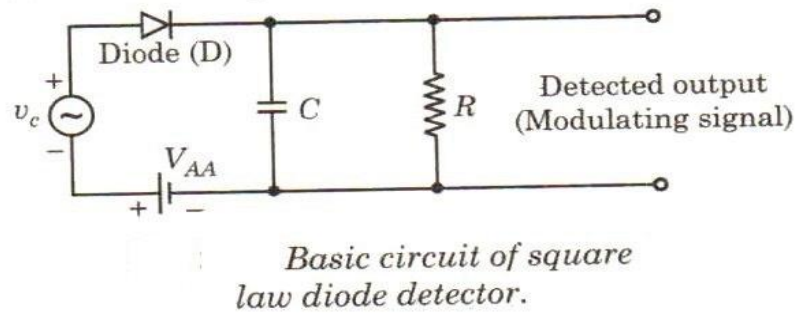 Diode (D)
+
v_c
~
−
C
R
Detected output
(Modulating signal)
V_AA
+ −
Basic circuit of square
law diode detector.